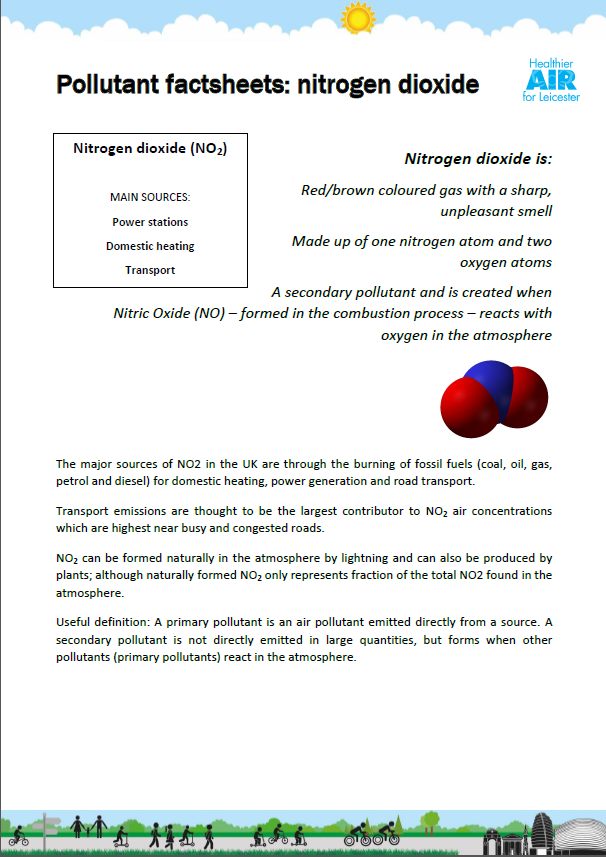 Pollutant factsheets: nitrogen dioxide
Healthier
AIR
for Leicester
Nitrogen dioxide (NO₂)
MAIN SOURCES:
Power stations
Domestic heating
Transport
Nitrogen dioxide is:
Red/brown coloured gas with a sharp,
unpleasant smell
Made up of one nitrogen atom and two
oxygen atoms
A secondary pollutant and is created when
Nitric Oxide (NO) – formed in the combustion process – reacts with
oxygen in the atmosphere
The major sources of NO2 in the UK are through the burning of fossil fuels (coal, oil, gas,
petrol and diesel) for domestic heating, power generation and road transport.
Transport emissions are thought to be the largest contributor to NO₂ air concentrations
which are highest near busy and congested roads.
NO₂ can be formed naturally in the atmosphere by lightning and can also be produced by
plants; although naturally formed NO₂ only represents fraction of the total NO2 found in the
atmosphere.
Useful definition: A primary pollutant is an air pollutant emitted directly from a source. A
secondary pollutant is not directly emitted in large quantities, but forms when other
pollutants (primary pollutants) react in the atmosphere.